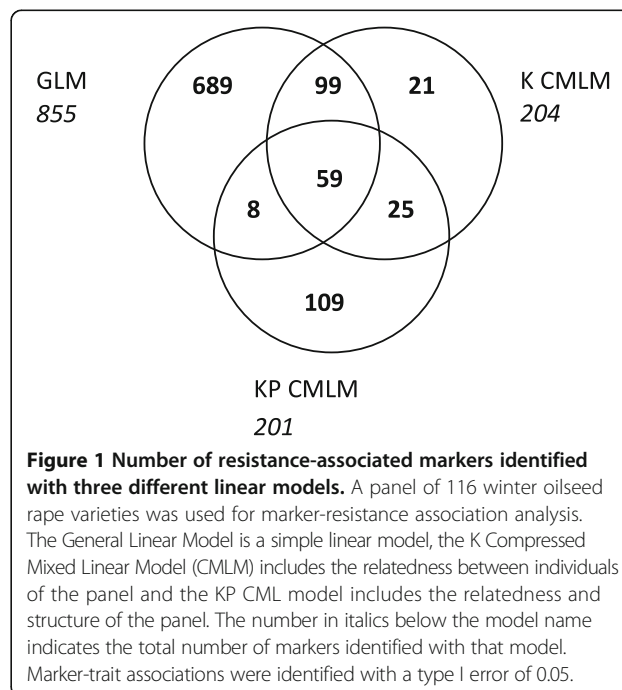 GLM
855
689
99
21
K CMLM
204
59
8
25
109
KP CMLM
201
Figure 1 Number of resistance-associated markers identified
with three different linear models. A panel of 116 winter oilseed
rape varieties was used for marker-resistance association analysis.
The General Linear Model is a simple linear model, the K Compressed
Mixed Linear Model (CMLM) includes the relatedness between individuals
of the panel and the KP CML model includes the relatedness and
structure of the panel. The number in italics below the model name
indicates the total number of markers identified with that model.
Marker-trait associations were identified with a type I error of 0.05.